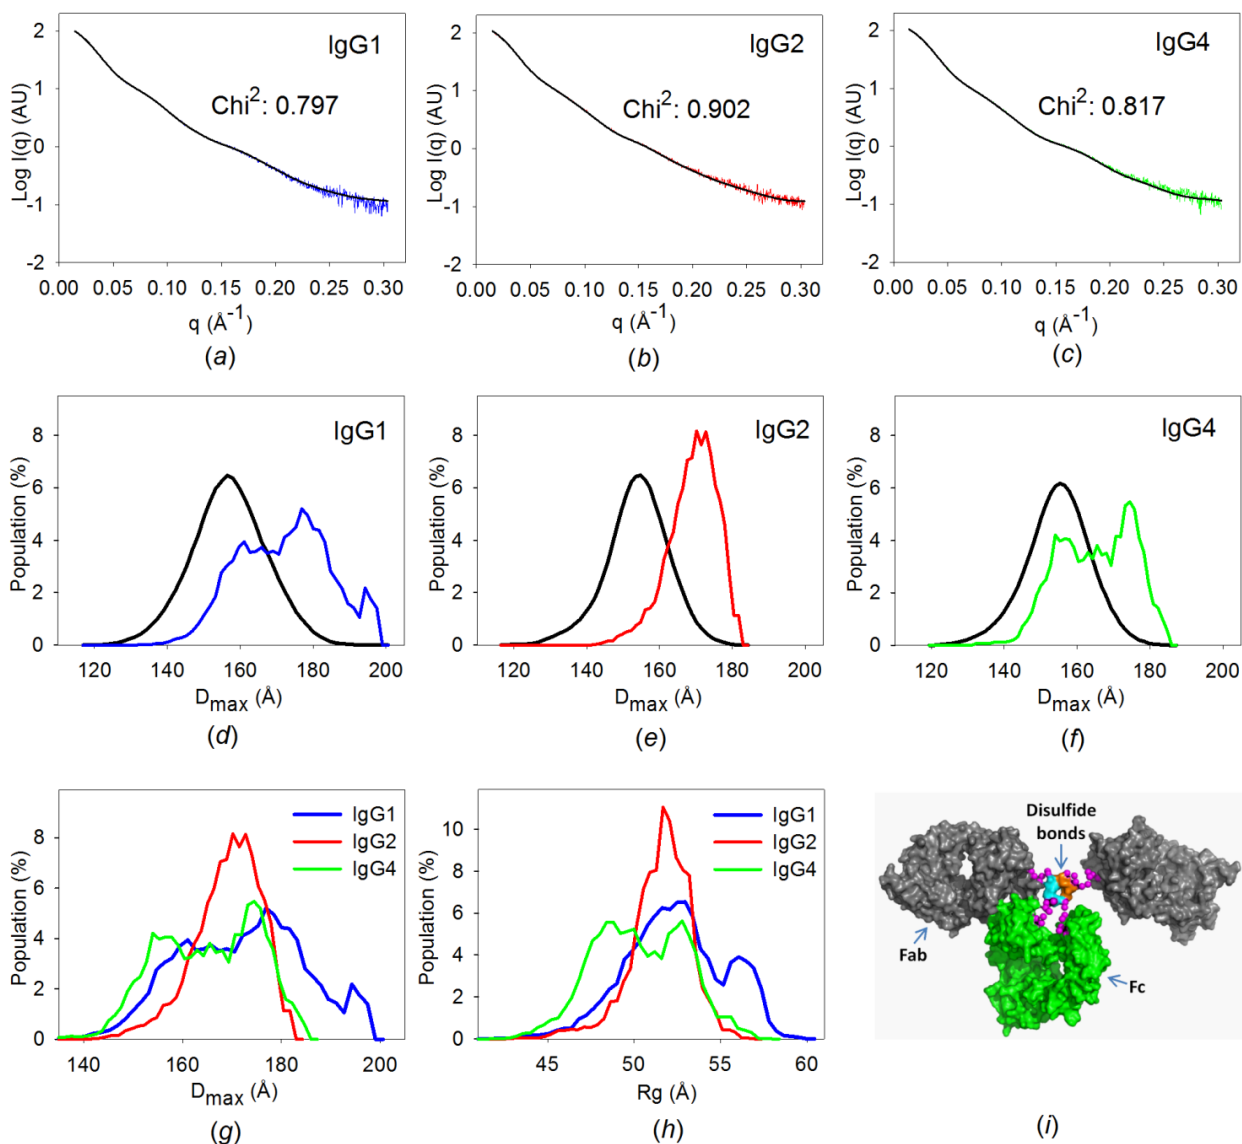 IgG1
Chi²: 0.797
Log I(q) (AU)
2
1
0
-1
-2
0.00 0.05 0.10 0.15 0.20 0.25 0.30
q (Å⁻¹)
(a)
IgG2
Chi²: 0.902
Log I(q) (AU)
2
1
0
-1
-2
0.00 0.05 0.10 0.15 0.20 0.25 0.30
q (Å⁻¹)
(b)
IgG4
Chi²: 0.817
Log I(q) (AU)
2
1
0
-1
-2
0.00 0.05 0.10 0.15 0.20 0.25 0.30
q (Å⁻¹)
(c)
IgG1
Population (%)
8
6
4
2
0
120 140 160 180 200
Dmax (Å)
(d)
IgG2
Population (%)
8
6
4
2
0
120 140 160 180 200
Dmax (Å)
(e)
IgG4
Population (%)
8
6
4
2
0
120 140 160 180 200
Dmax (Å)
(f)
IgG1
IgG2
IgG4
Population (%)
8
6
4
2
0
140 160 180 200
Dmax (Å)
(g)
IgG1
IgG2
IgG4
Population (%)
10
8
6
4
2
0
45 50 55 60
Rg (Å)
(h)
Disulfide
bonds
Fab
Fc
(i)